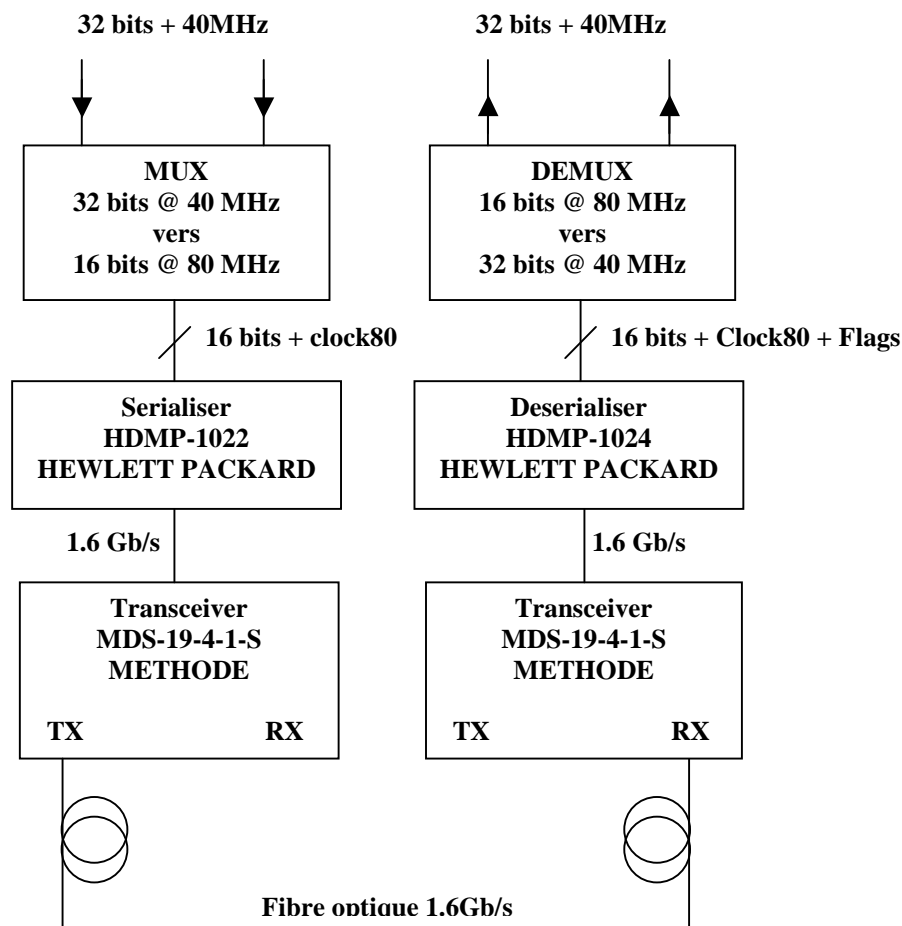 32 bits + 40MHz
MUX
32 bits @ 40 MHz
vers
16 bits @ 80 MHz
16 bits + clock80
Serialiser
HDMP-1022
HEWLETT PACKARD
1.6 Gb/s
Transceiver
MDS-19-4-1-S
METHODE
TX RX
32 bits + 40MHz
DEMUX
16 bits @ 80 MHz
vers
32 bits @ 40 MHz
16 bits + Clock80 + Flags
Deserialiser
HDMP-1024
HEWLETT PACKARD
1.6 Gb/s
Transceiver
MDS-19-4-1-S
METHODE
TX RX
Fibre optique 1.6Gb/s